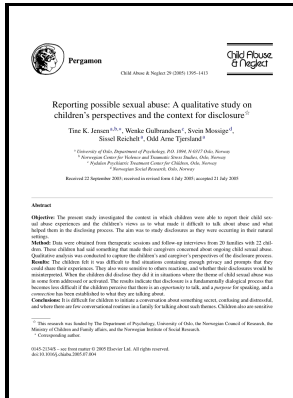 Pergamon
Child Abuse
& Neglect
Child Abuse & Neglect 29 (2005) 1395–1413
Reporting possible sexual abuse: A qualitative study on
children's perspectives and the context for disclosure☆
Tine K. Jensen a,b,∗, Wenke Gulbrandsen c, Svein Mossige d,
Sissel Reichelt a, Odd Arne Tjersland a
a University of Oslo, Department of Psychology, P.O. 1094, N-0317 Oslo, Norway
b Norwegian Center for Violence and Traumatic Stress Studies, Oslo, Norway
c Nydalen Psychiatric Treatment Center for Children, Oslo, Norway
d Norwegian Social Research, Oslo, Norway
Received 22 September 2003; received in revised form 4 July 2005; accepted 21 July 2005
Abstract
Objective: The present study investigated the context in which children were able to report their child sex-
ual abuse experiences and the children's views as to what made it difficult to talk about abuse and what
helped them in the disclosing process. The aim was to study disclosures as they were occurring in their natural
settings.
Method: Data were obtained from therapeutic sessions and follow-up interviews from 20 families with 22 chil-
dren. These children had said something that made their caregivers concerned about ongoing child sexual abuse.
Qualitative analysis was conducted to capture the children's and caregiver's perspectives of the disclosure process.
Results: The children felt it was difficult to find situations containing enough privacy and prompts that they
could share their experiences. They also were sensitive to others reactions, and whether their disclosures would be
misinterpreted. When the children did disclose they did it in situations where the theme of child sexual abuse was
in some form addressed or activated. The results indicate that disclosure is a fundamentally dialogical process that
becomes less difficult if the children perceive that there is an opportunity to talk, and a purpose for speaking, and a
connection has been established to what they are talking about.
Conclusions: It is difficult for children to initiate a conversation about something secret, confusing and distressful,
and where there are few conversational routines in a family for talking about such themes. Children also are sensitive
☆ This research was funded by The Department of Psychology, University of Oslo, the Norwegian Council of Research, the
Ministry of Children and Family affairs, and the Norwegian Institute of Social Research.
∗ Corresponding author.
0145-2134/$ – see front matter © 2005 Elsevier Ltd. All rights reserved.
doi:10.1016/j.chiabu.2005.07.004